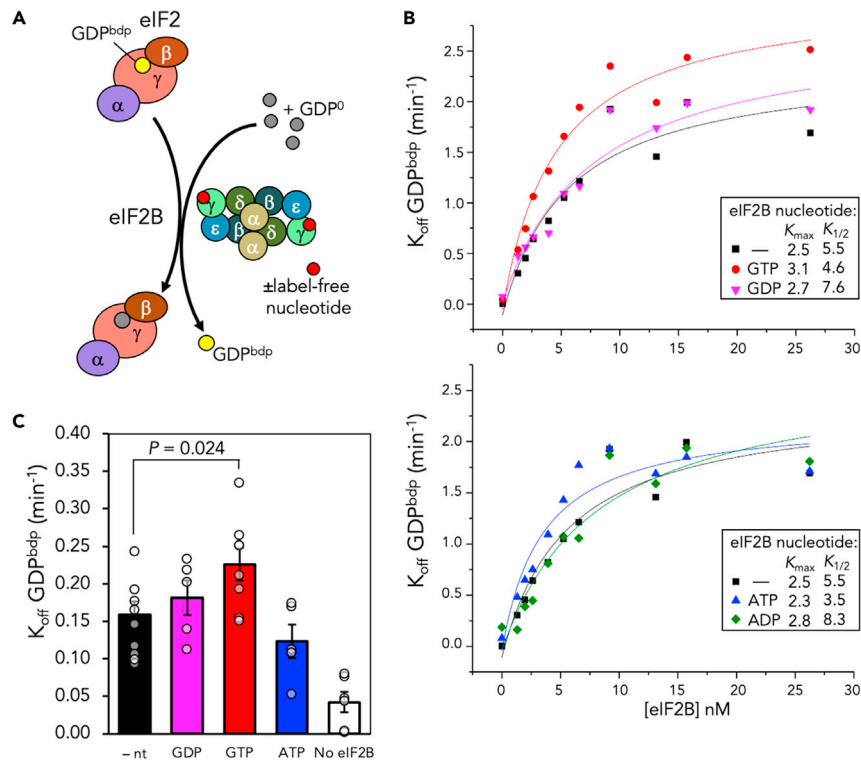 A
eIF2
GDPbdp
β
γ
α
+ GDP0
eIF2B
γ
δ
β
ε
α
ε
β
α
δ
γ
±label-free
nucleotide
β
γ
α
GDPbdp
B
Koff GDPbdp (min-1)
2.5
2.0
1.5
1.0
0.5
0.0
0 5 10 15 20 25 30
eIF2B nucleotide:
Kmax K1/2
— 2.5 5.5
GTP 3.1 4.6
GDP 2.7 7.6
Koff GDPbdp (min-1)
2.0
1.5
1.0
0.5
0.0
0 5 10 15 20 25 30
[eIF2B] nM
eIF2B nucleotide:
Kmax K1/2
— 2.5 5.5
ATP 2.3 3.5
ADP 2.8 8.3
C
Koff GDPbdp (min-1)
0.40
0.35
0.30
0.25
0.20
0.15
0.10
0.05
0.00
P = 0.024
– nt GDP GTP ATP No eIF2B